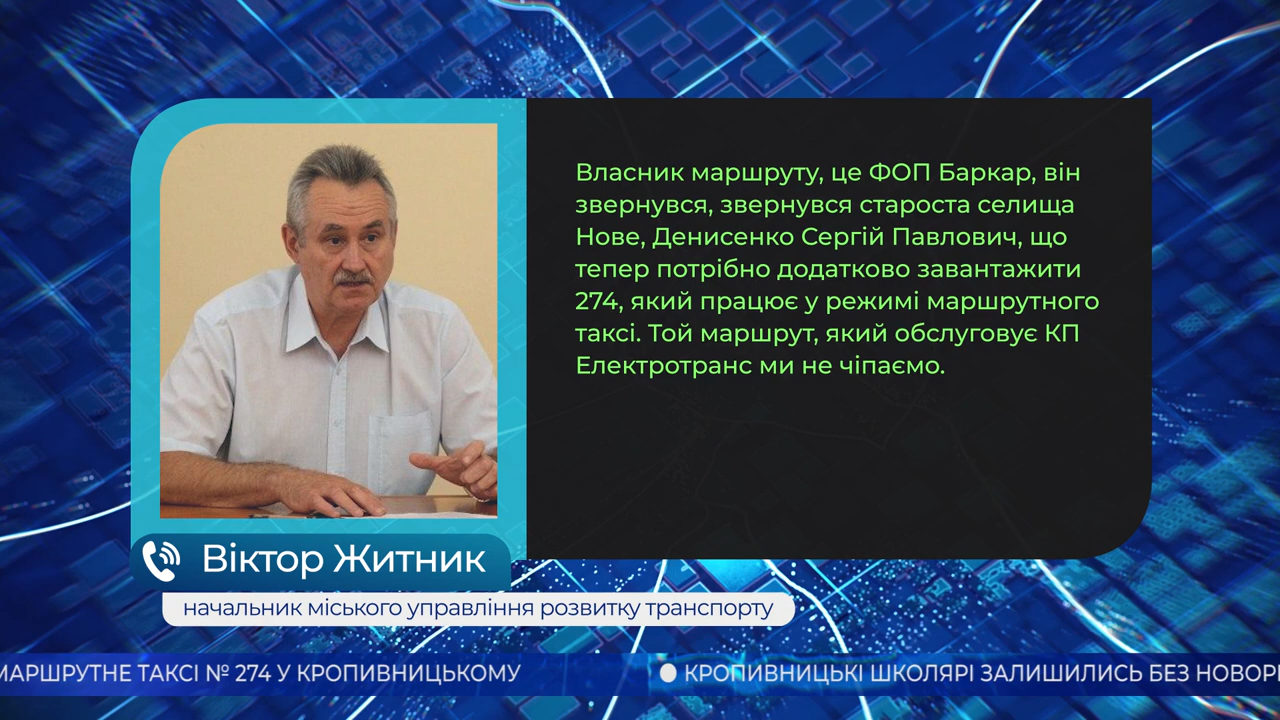 Власник маршруту, це ФОП Баркар, він
звернувся, звернувся староста селища
Нове, Денисенко Сергій Павлович, що
тепер потрібно додатково завантажити
274, який працює у режимі маршрутного
таксі. Той маршрут, який обслуговує КП
Електротранс ми не чіпаємо.
Віктор Житник
начальник міського управління розвитку транспорту
МАРШРУТНЕ ТАКСІ № 274 У КРОПИВНИЦЬКОМУ
КРОПИВНИЦЬКІ ШКОЛЯРІ ЗАЛИШИЛИСЬ БЕЗ